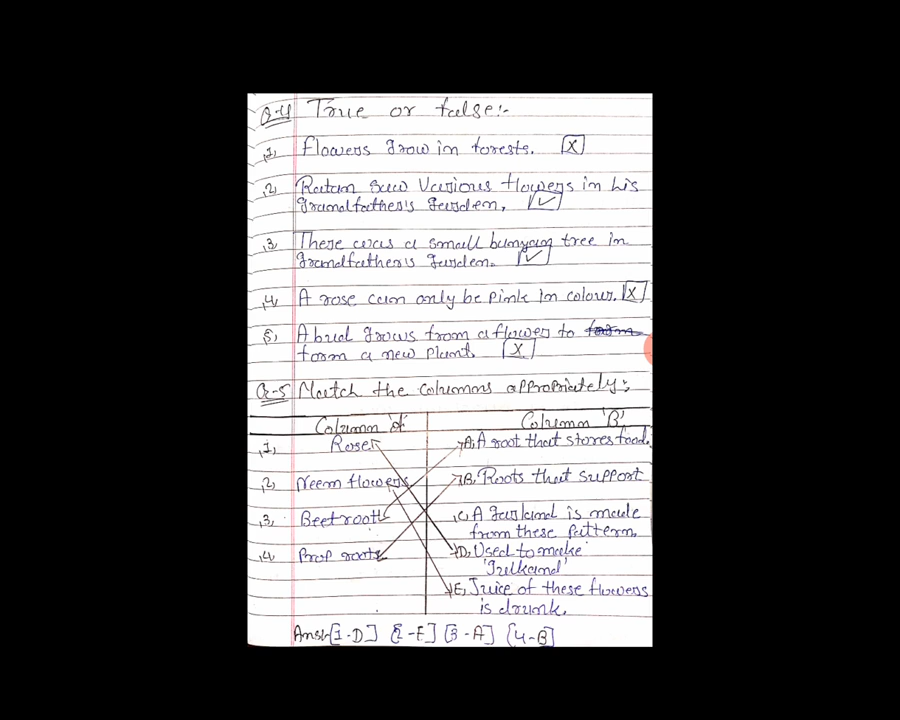 Q-4 True or false:-
1, Flowers grow in forests. [X]
2, Ratan saw Various flowers in his
grandfather's garden. [✓]
3, There was a small banyang tree in
grandfather's garden. [✓]
4, A rose can only be pink in colour. [X]
5, A bud grows from a flower to form
form a new plant. [X]
Q-5 Match the columns appropriately:
Column 'A' Column 'B'
1, Rose A, A root that stores food.
2, Neem flowers B, Roots that support
3, Beetroot C, A garland is made
from these pattern.
4, Prop roots D, Used to make
'Gulkand'
E, Juice of these flowers
is drunk.
Ans:- [1-D] [2-E] [3-A] [4-B]